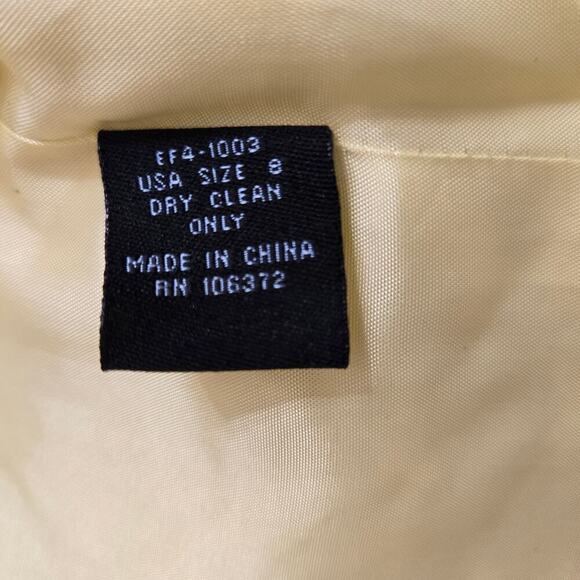 EF4-1003
USA SIZE 8
DRY CLEAN
ONLY
MADE IN CHINA
RN 106372